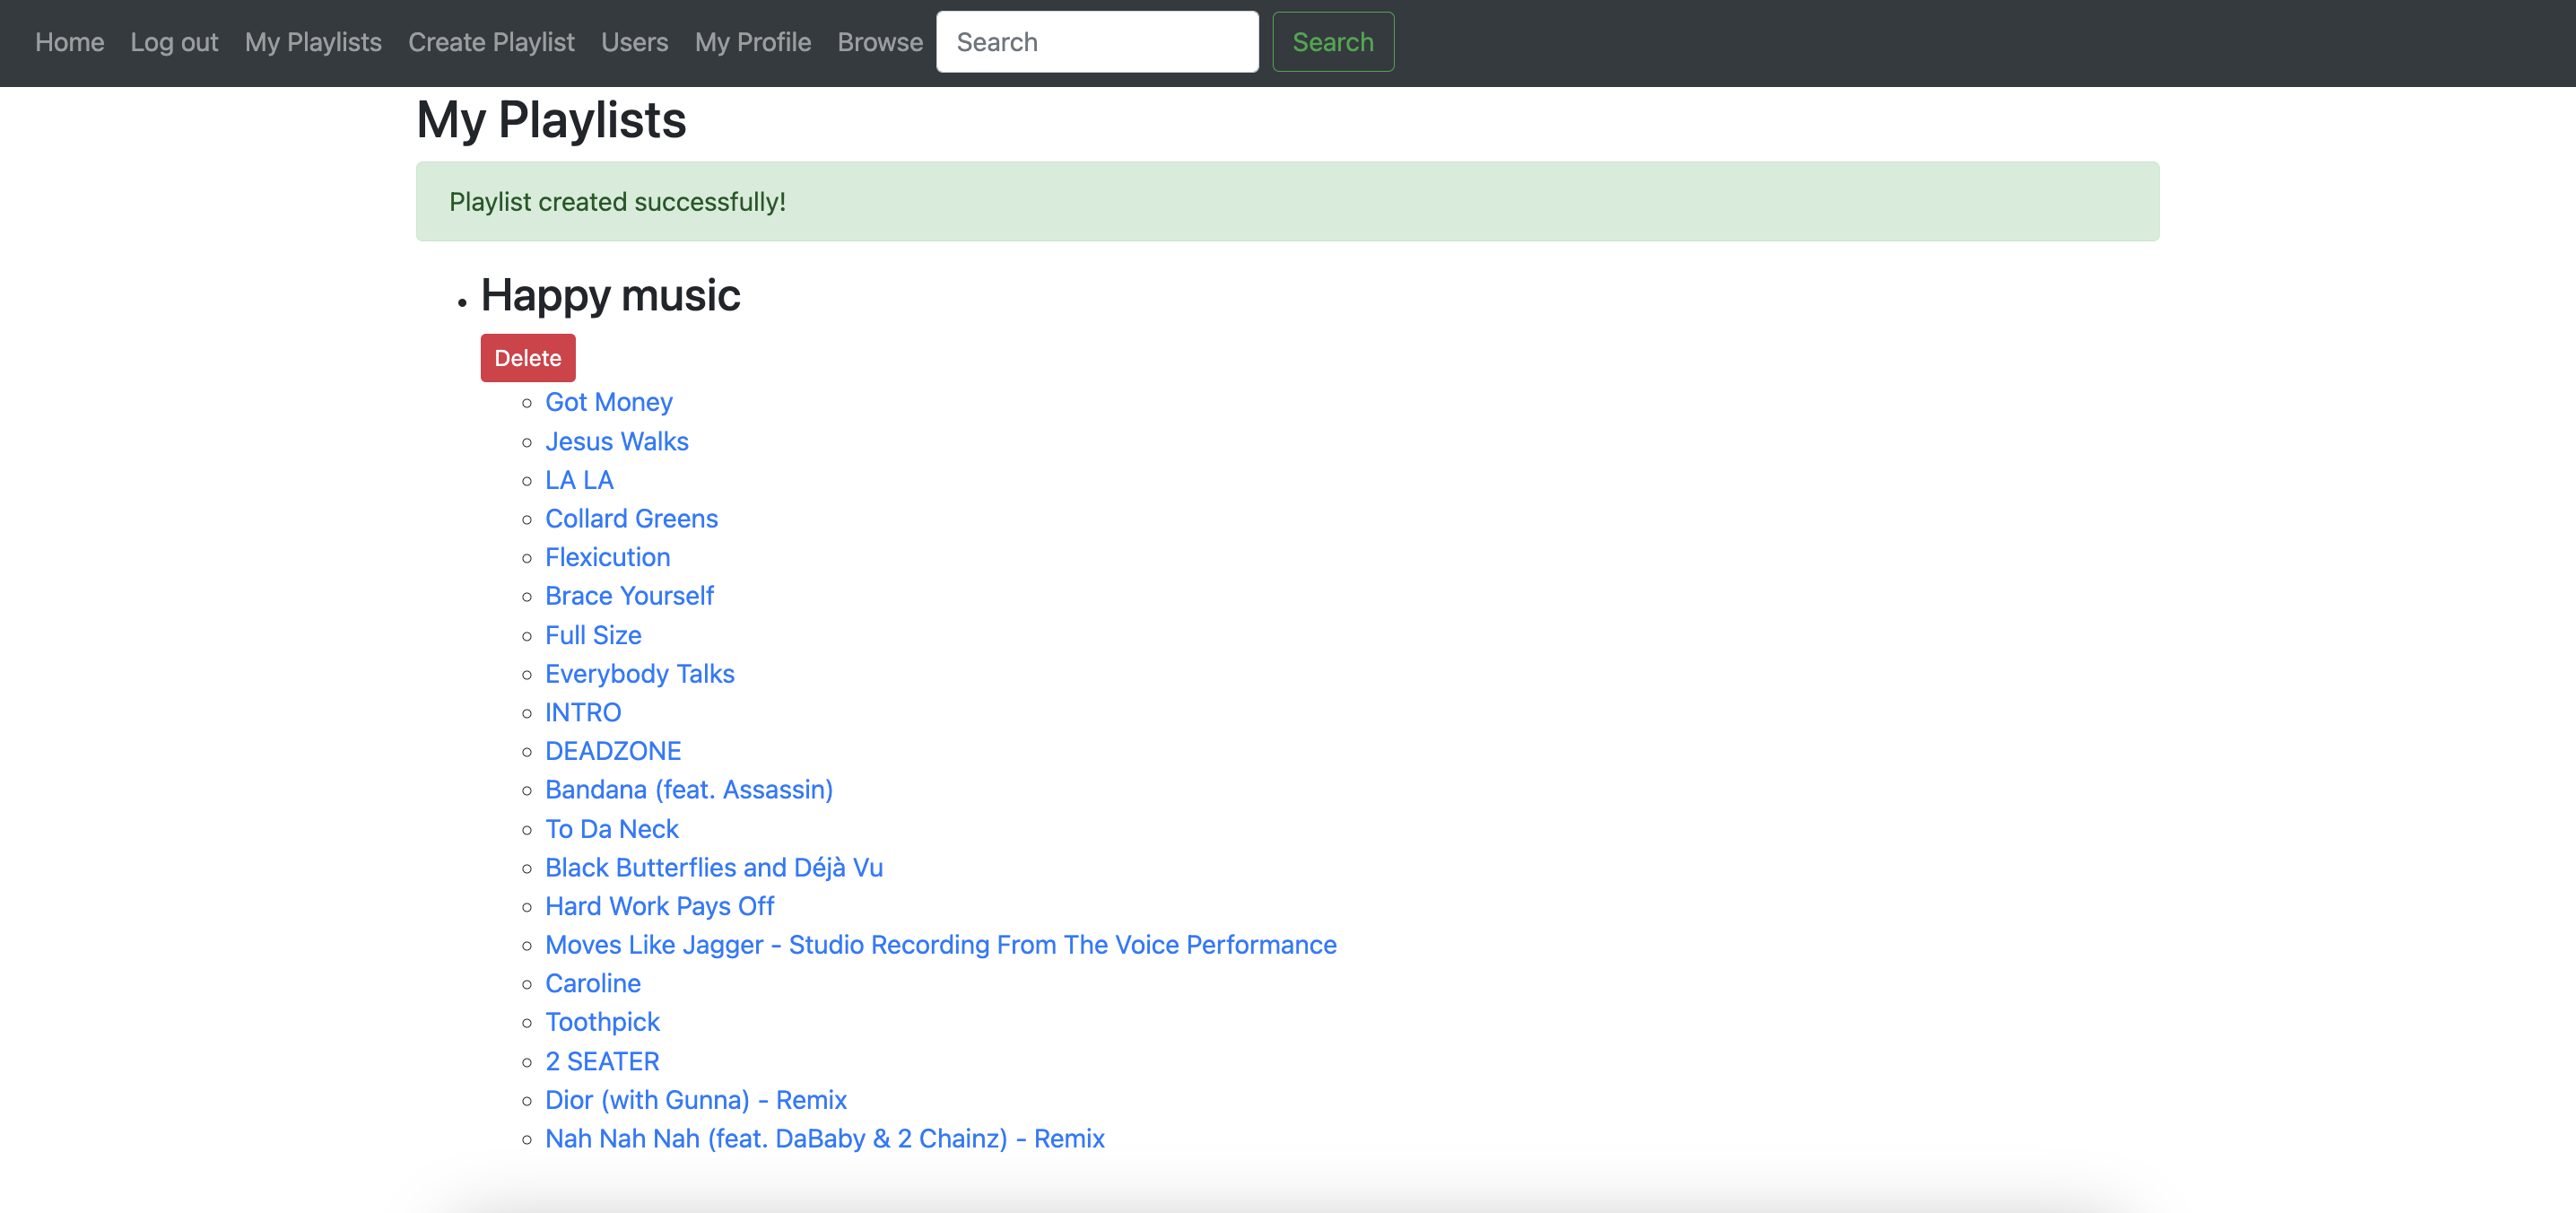 Home Log out My Playlists Create Playlist Users My Profile Browse Search Search
My Playlists
Playlist created successfully!
Happy music
Delete
Got Money
Jesus Walks
LA LA
Collard Greens
Flexicution
Brace Yourself
Full Size
Everybody Talks
INTRO
DEADZONE
Bandana (feat. Assassin)
To Da Neck
Black Butterflies and Déjà Vu
Hard Work Pays Off
Moves Like Jagger - Studio Recording From The Voice Performance
Caroline
Toothpick
2 SEATER
Dior (with Gunna) - Remix
Nah Nah Nah (feat. DaBaby & 2 Chainz) - Remix